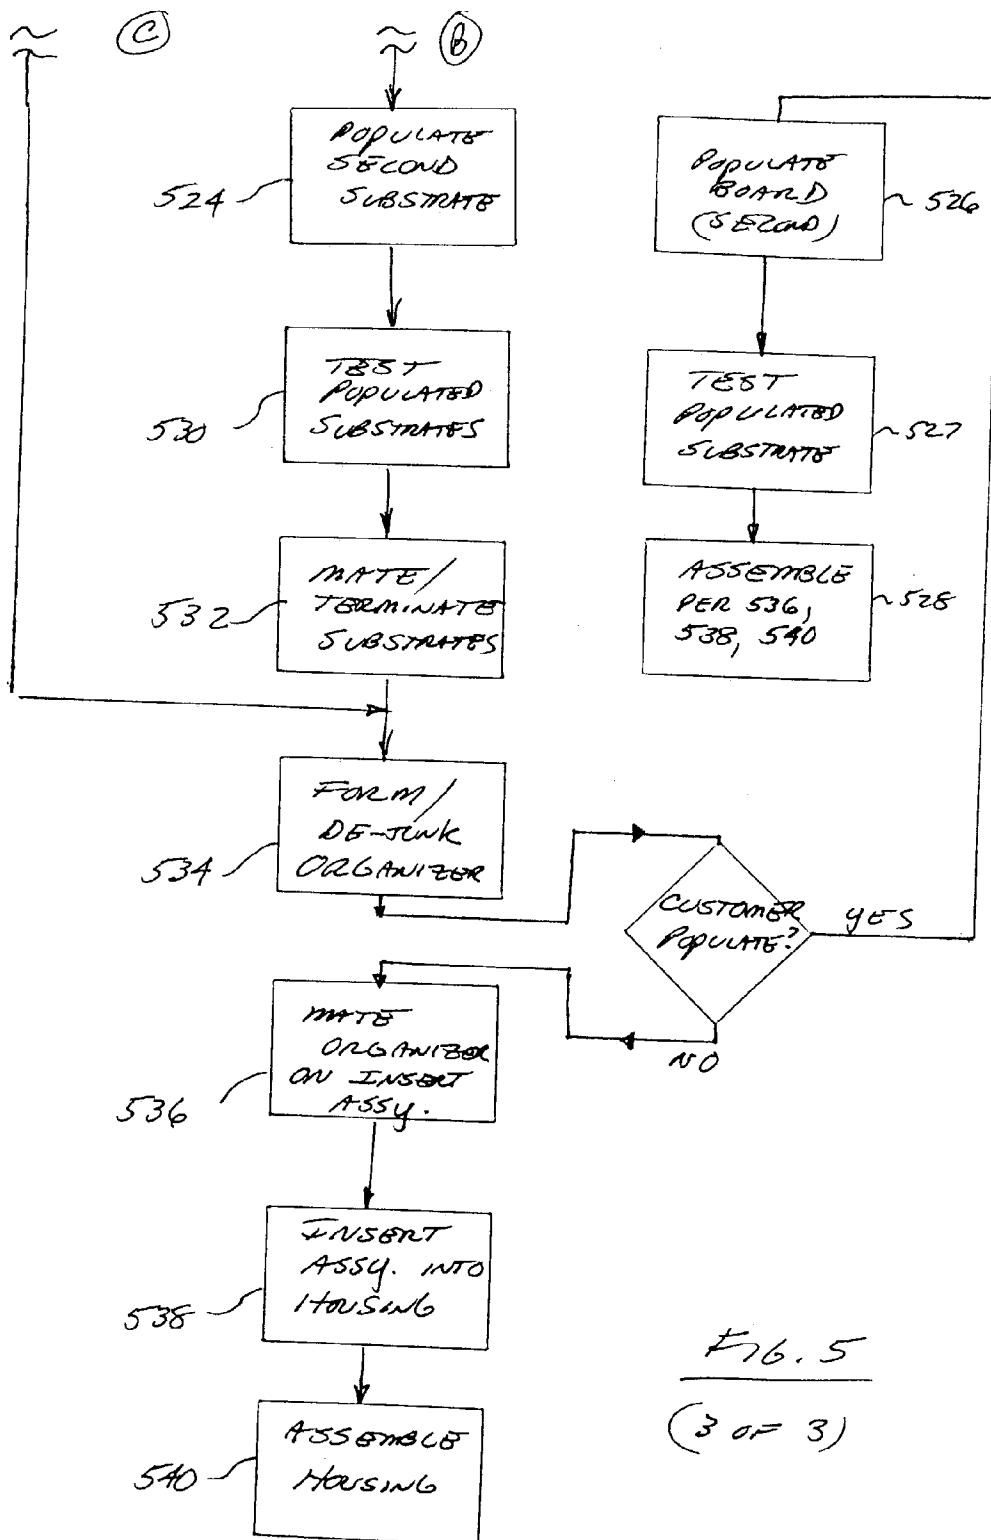 C
B
POPULATE
SECOND
SUBSTRATE
524
POPULATE
BOARD
(SECOND)
526
TEST
POPULATED
SUBSTRATES
530
TEST
POPULATED
SUBSTRATE
527
MATE/
TERMINATE
SUBSTRATES
532
ASSEMBLE
PER 536,
538, 540
528
FORM/
DE-JUNK
ORGANIZER
534
CUSTOMER
POPULATE?
YES
NO
MATE
ORGANIZER
ON INSERT
ASSY.
536
INSERT
ASSY. INTO
HOUSING
538
ASSEMBLE
HOUSING
540
FIG. 5
(3 OF 3)